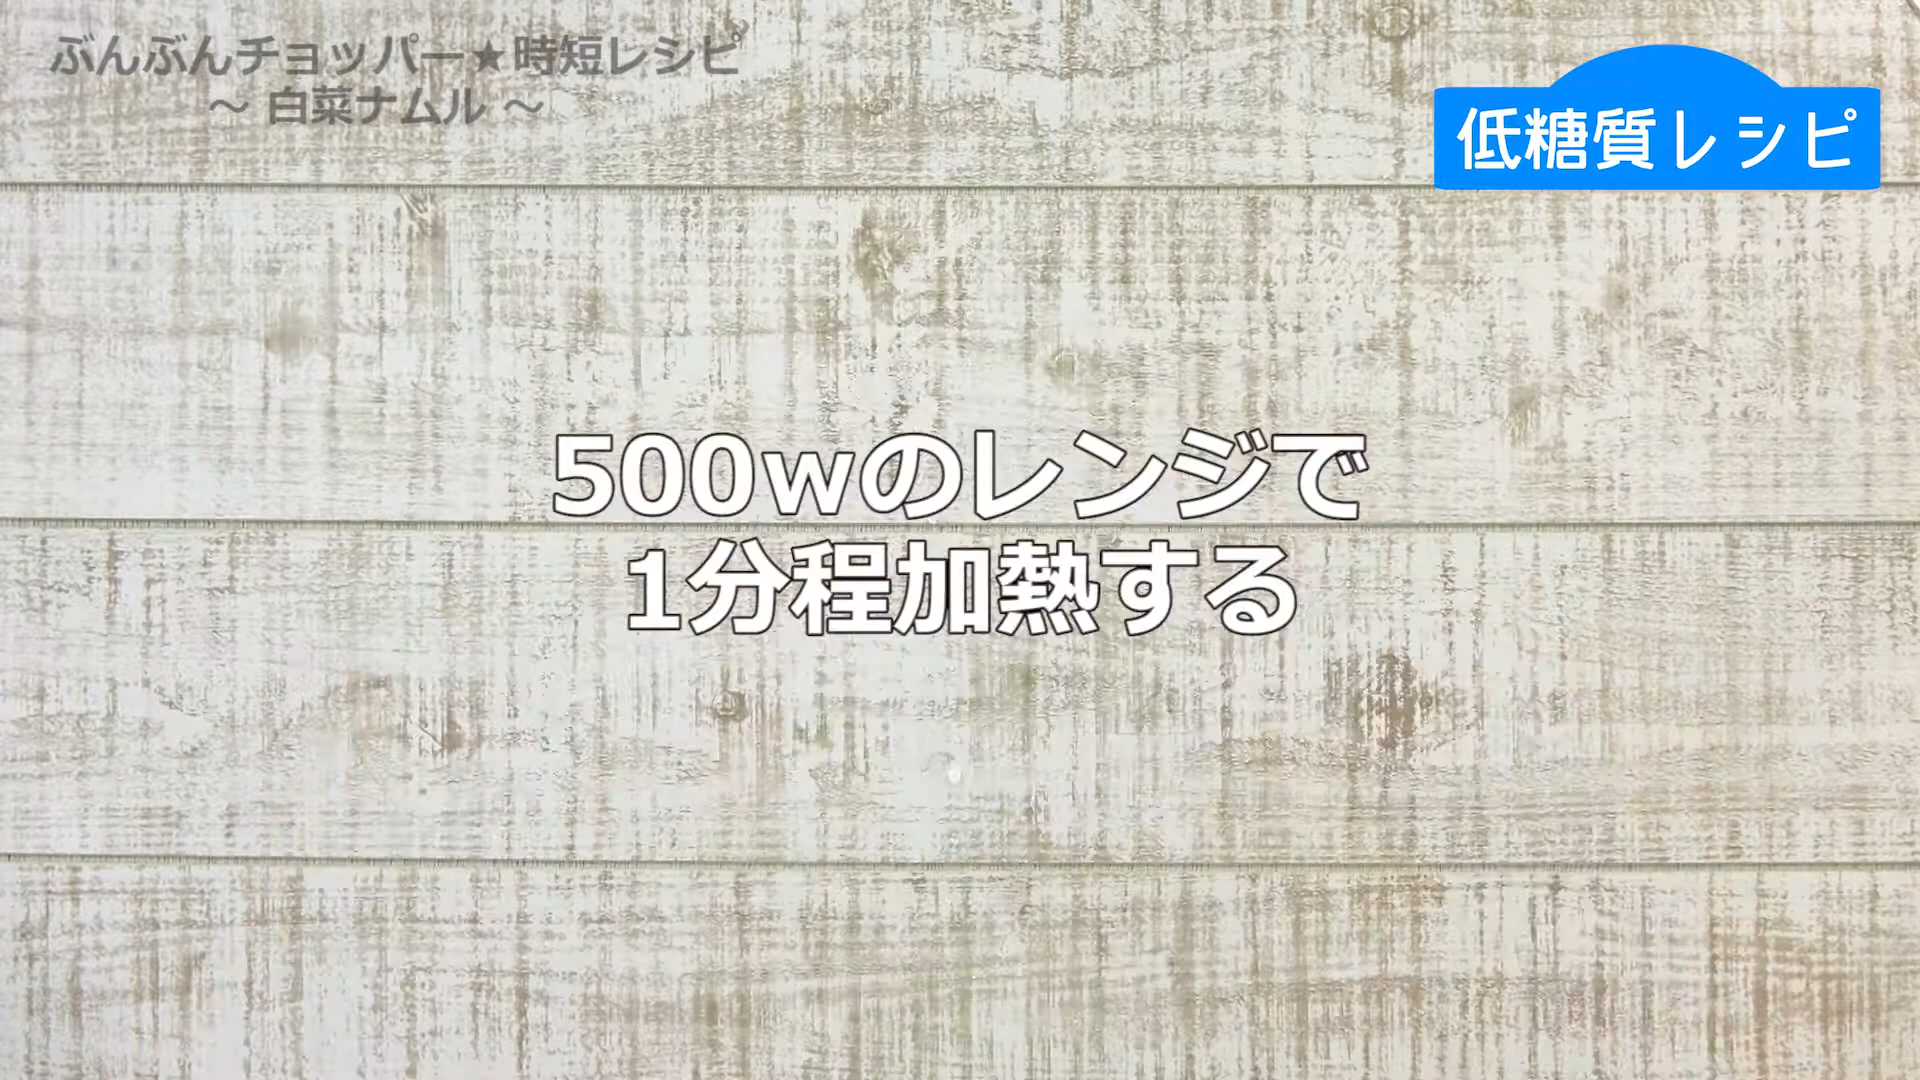 ぶんぶんチョッパー★時短レシピ
～ 白菜ナムル ～
低糖質レシピ
500wのレンジで
1分程加熱する